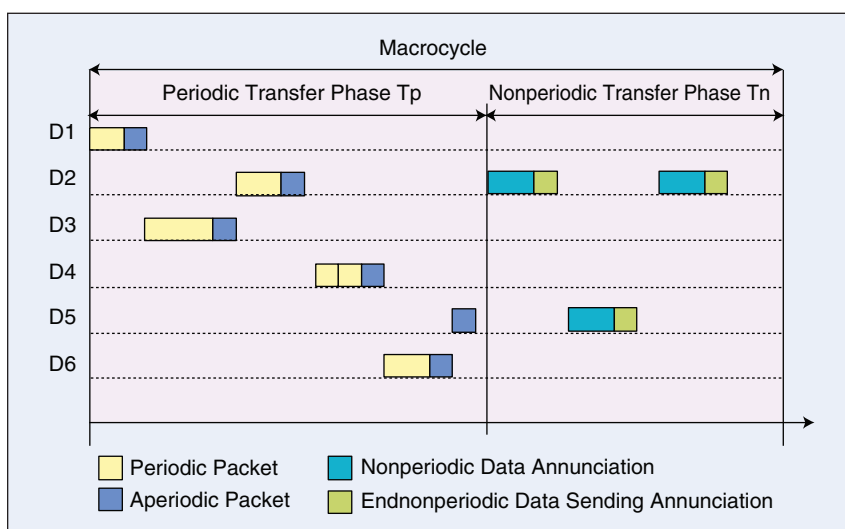 Macrocycle
Periodic Transfer Phase Tp
Nonperiodic Transfer Phase Tn
D1
D2
D3
D4
D5
D6
Periodic Packet
Nonperiodic Data Annunciation
Aperiodic Packet
Endnonperiodic Data Sending Annunciation